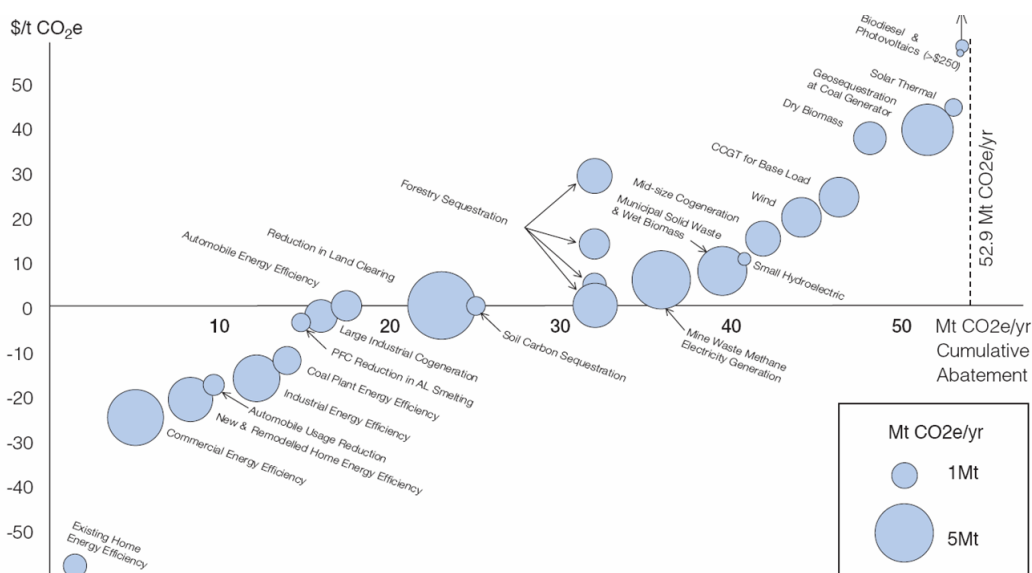 $/t CO2e
50
40
30
20
10
0
-10
-20
-30
-40
-50
10
20
30
40
50
Mt CO2e/yr
Cumulative
Abatement
52.9 Mt CO2e/yr
Biodiesel &
Photovoltaics (>$250)
Solar Thermal
Geosequestration
at Coal Generator
Dry Biomass
CCGT for Base Load
Wind
Mid-size Cogeneration
Municipal Solid Waste
& Wet Biomass
Small Hydroelectric
Forestry Sequestration
Mine Waste Methane
Electricity Generation
Soil Carbon Sequestration
Reduction in Land Clearing
Automobile Energy Efficiency
Large Industrial Cogeneration
PFC Reduction in AL Smelting
Coal Plant Energy Efficiency
Industrial Energy Efficiency
Automobile Usage Reduction
New & Remodelled Home Energy Efficiency
Commercial Energy Efficiency
Existing Home
Energy Efficiency
Mt CO2e/yr
1Mt
5Mt